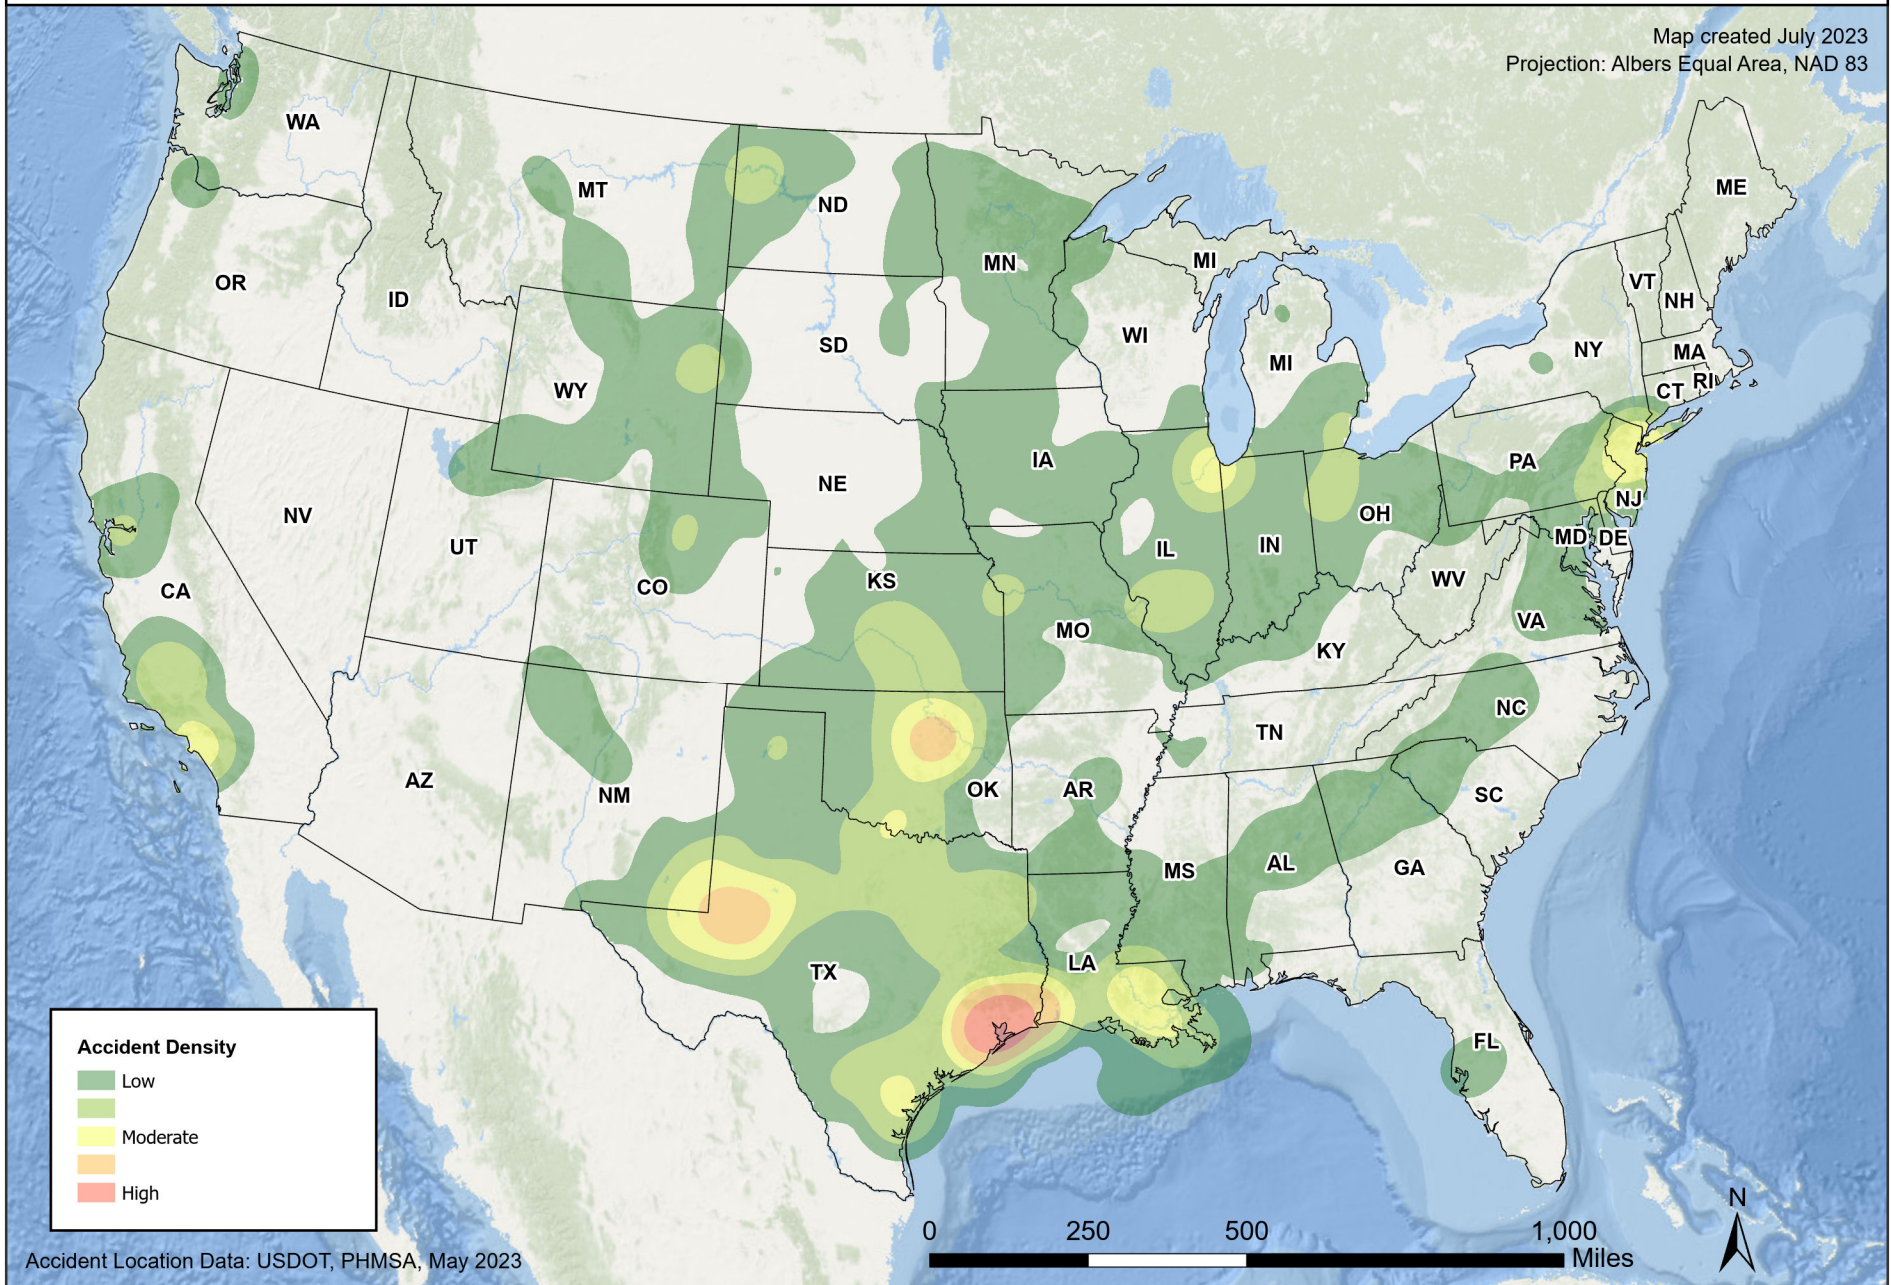 Map created July 2023
Projection: Albers Equal Area, NAD 83
WA
MT
ND
MN
ME
OR
ID
SD
WI
MI
MI
VT
NH
NY
MA
CT
RI
WY
IA
NE
PA
NJ
NV
UT
CO
CA
KS
MO
IL
IN
OH
WV
MD
DE
VA
KY
NC
TN
AZ
NM
OK
AR
SC
MS
AL
GA
TX
LA
FL
Accident Density
Low
Moderate
High
Accident Location Data: USDOT, PHMSA, May 2023
0 250 500 1,000
Miles
N